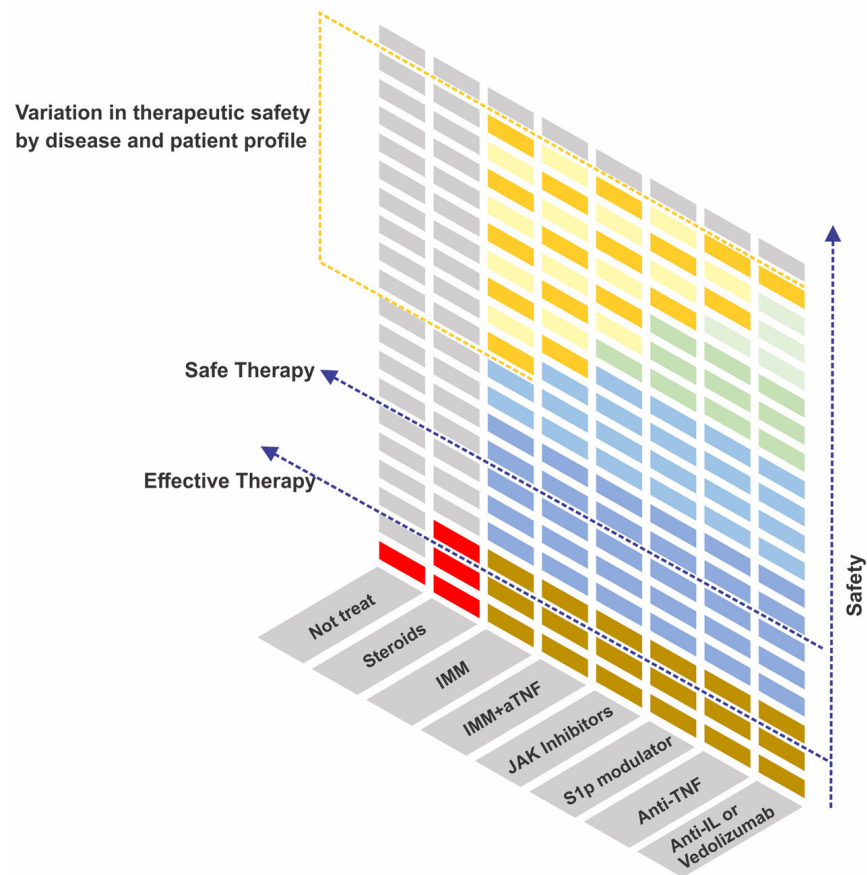 Variation in therapeutic safety
by disease and patient profile
Safe Therapy
Effective Therapy
Safety
Not treat
Steroids
IMM
IMM+aTNF
JAK Inhibitors
S1p modulator
Anti-TNF
Anti-IL or
Vedolizumab